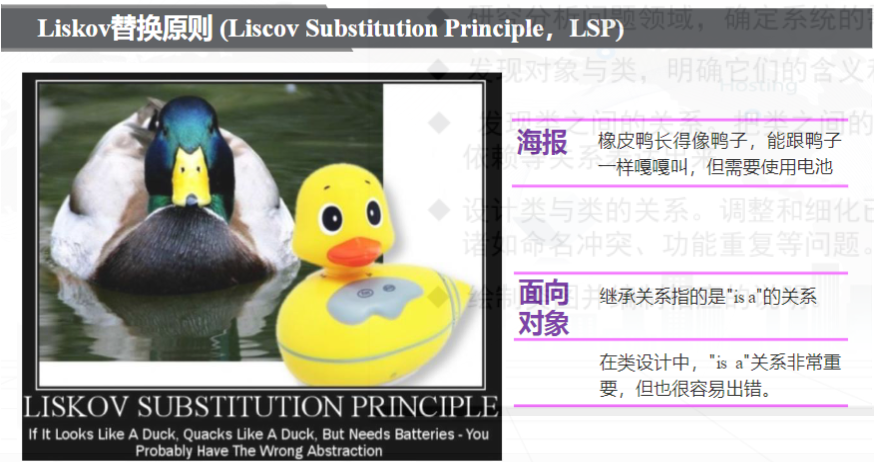 Liskov替换原则 (Liscov Substitution Principle，LSP)
研究分析问题领域，确定系统的
发现对象与类，明确它们的含义和
Hosting
发现类之间的关系。把类之间的
依赖等关系
设计类与类的关系。调整和细化已
诸如命名冲突、功能重复等问题。
绘制
海报
橡皮鸭长得像鸭子，能跟鸭子
一样嘎嘎叫，但需要使用电池
面向
对象
继承关系指的是"is a"的关系
在类设计中，"is a"关系非常重
要，但也很容易出错。
LISKOV SUBSTITUTION PRINCIPLE
If It Looks Like A Duck, Quacks Like A Duck, But Needs Batteries - You
Probably Have The Wrong Abstraction